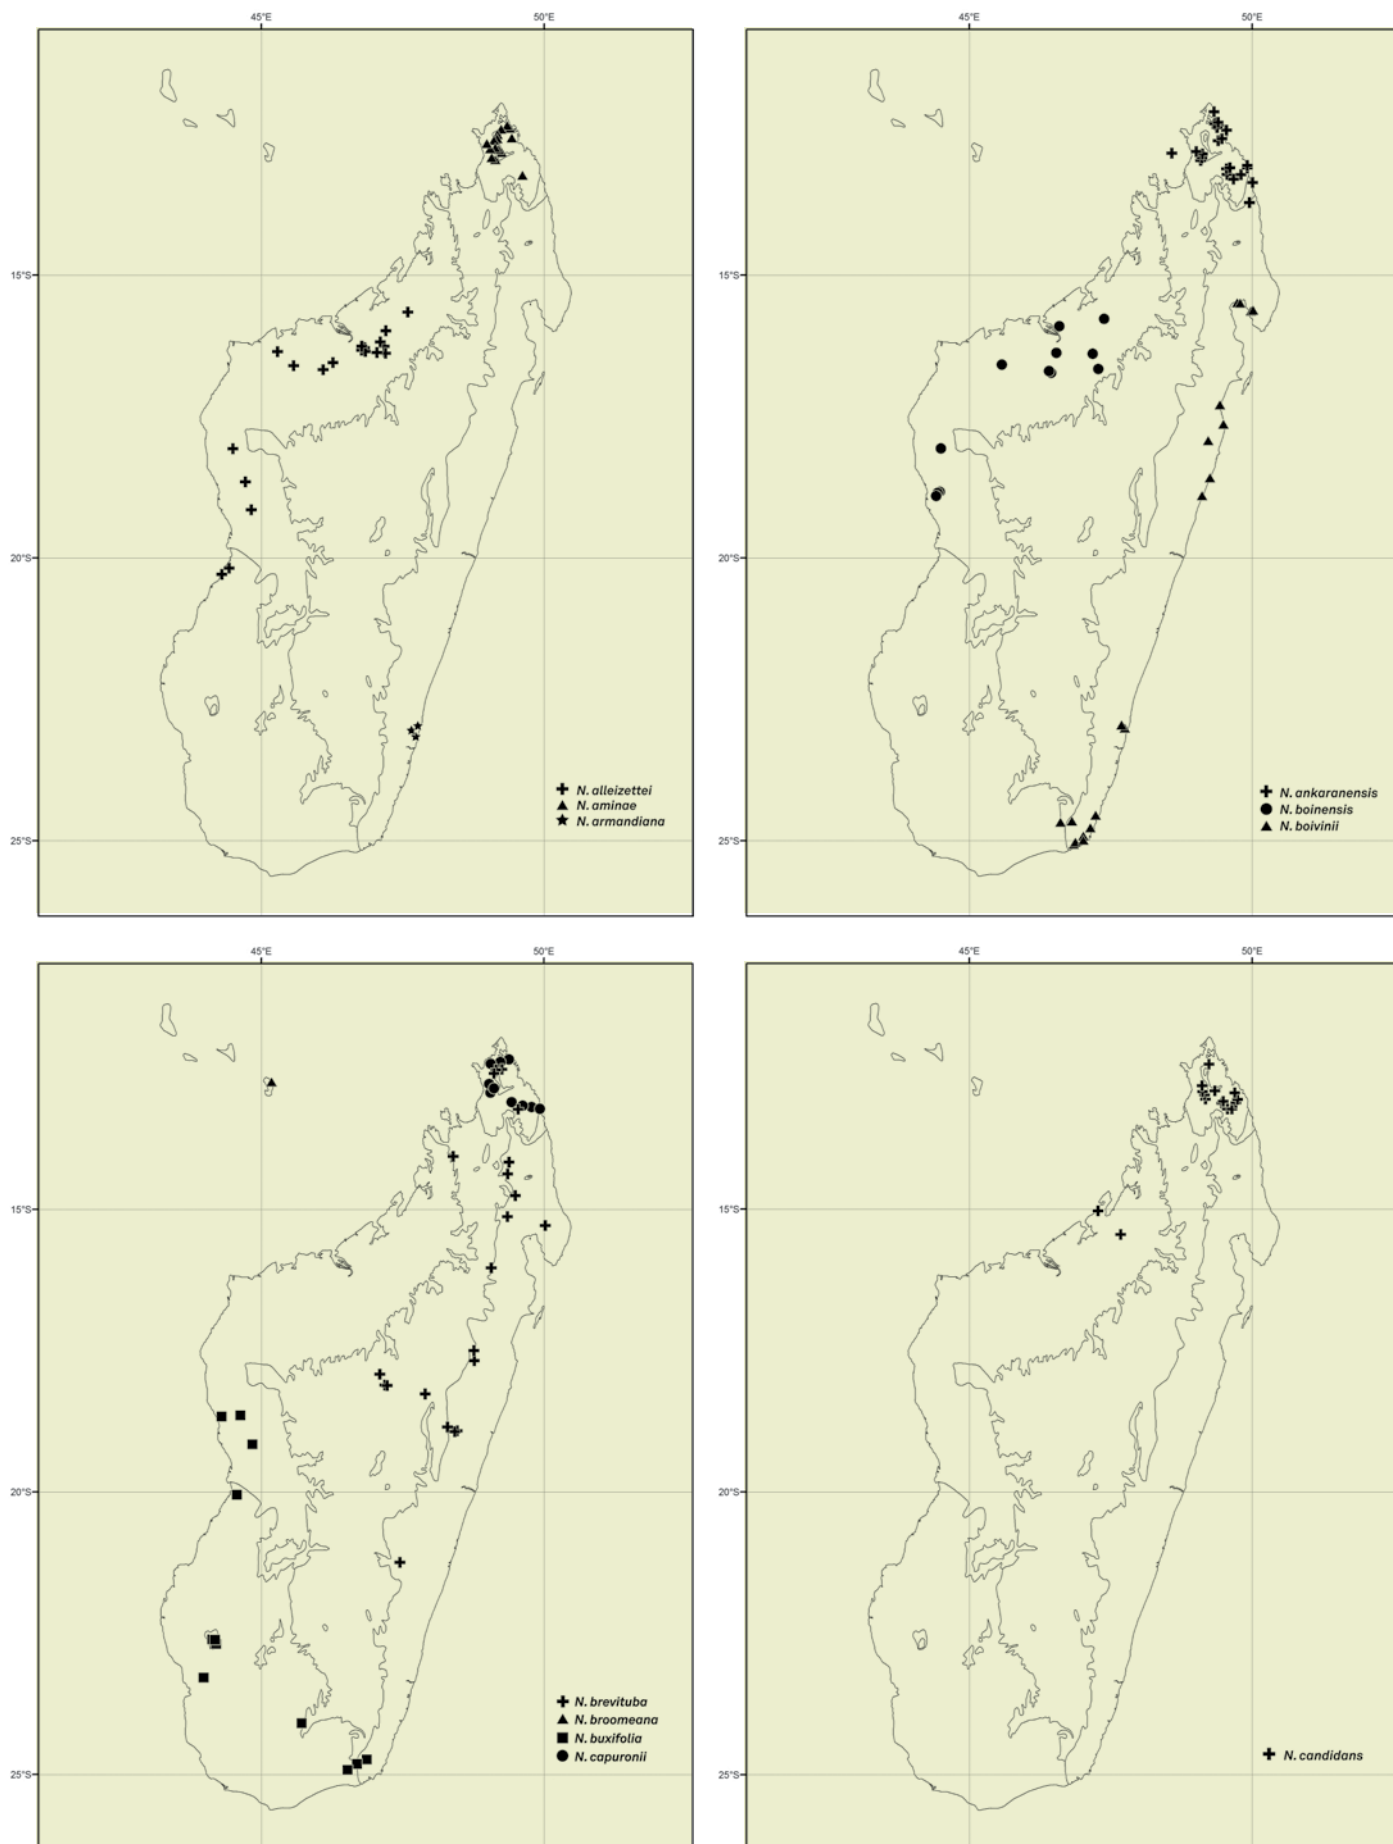 45°E 50°E
15°S
20°S
25°S
N. alleizettei
N. aminae
N. armandiana
45°E 50°E
15°S
20°S
25°S
N. ankaranensis
N. boinensis
N. boivinii
45°E 50°E
15°S
20°S
25°S
N. brevituba
N. broomeana
N. buxifolia
N. capuronii
45°E 50°E
15°S
20°S
25°S
N. candidans